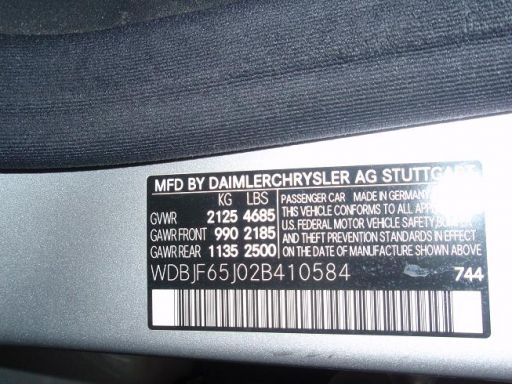 MFD BY DAIMLERCHRYSLER AG STUTTGART
KG LBS
GVWR 2125 4685
GAWR FRONT 990 2185
GAWR REAR 1135 2500
PASSENGER CAR MADE IN GERMANY
THIS VEHICLE CONFORMS TO ALL APPLICABLE
U.S. FEDERAL MOTOR VEHICLE SAFETY, BUMPER
AND THEFT PREVENTION STANDARDS IN EFFECT
ON THE DATE OF MANUFACTURE SHOWN ABOVE.
WDBJF65J02B410584 744